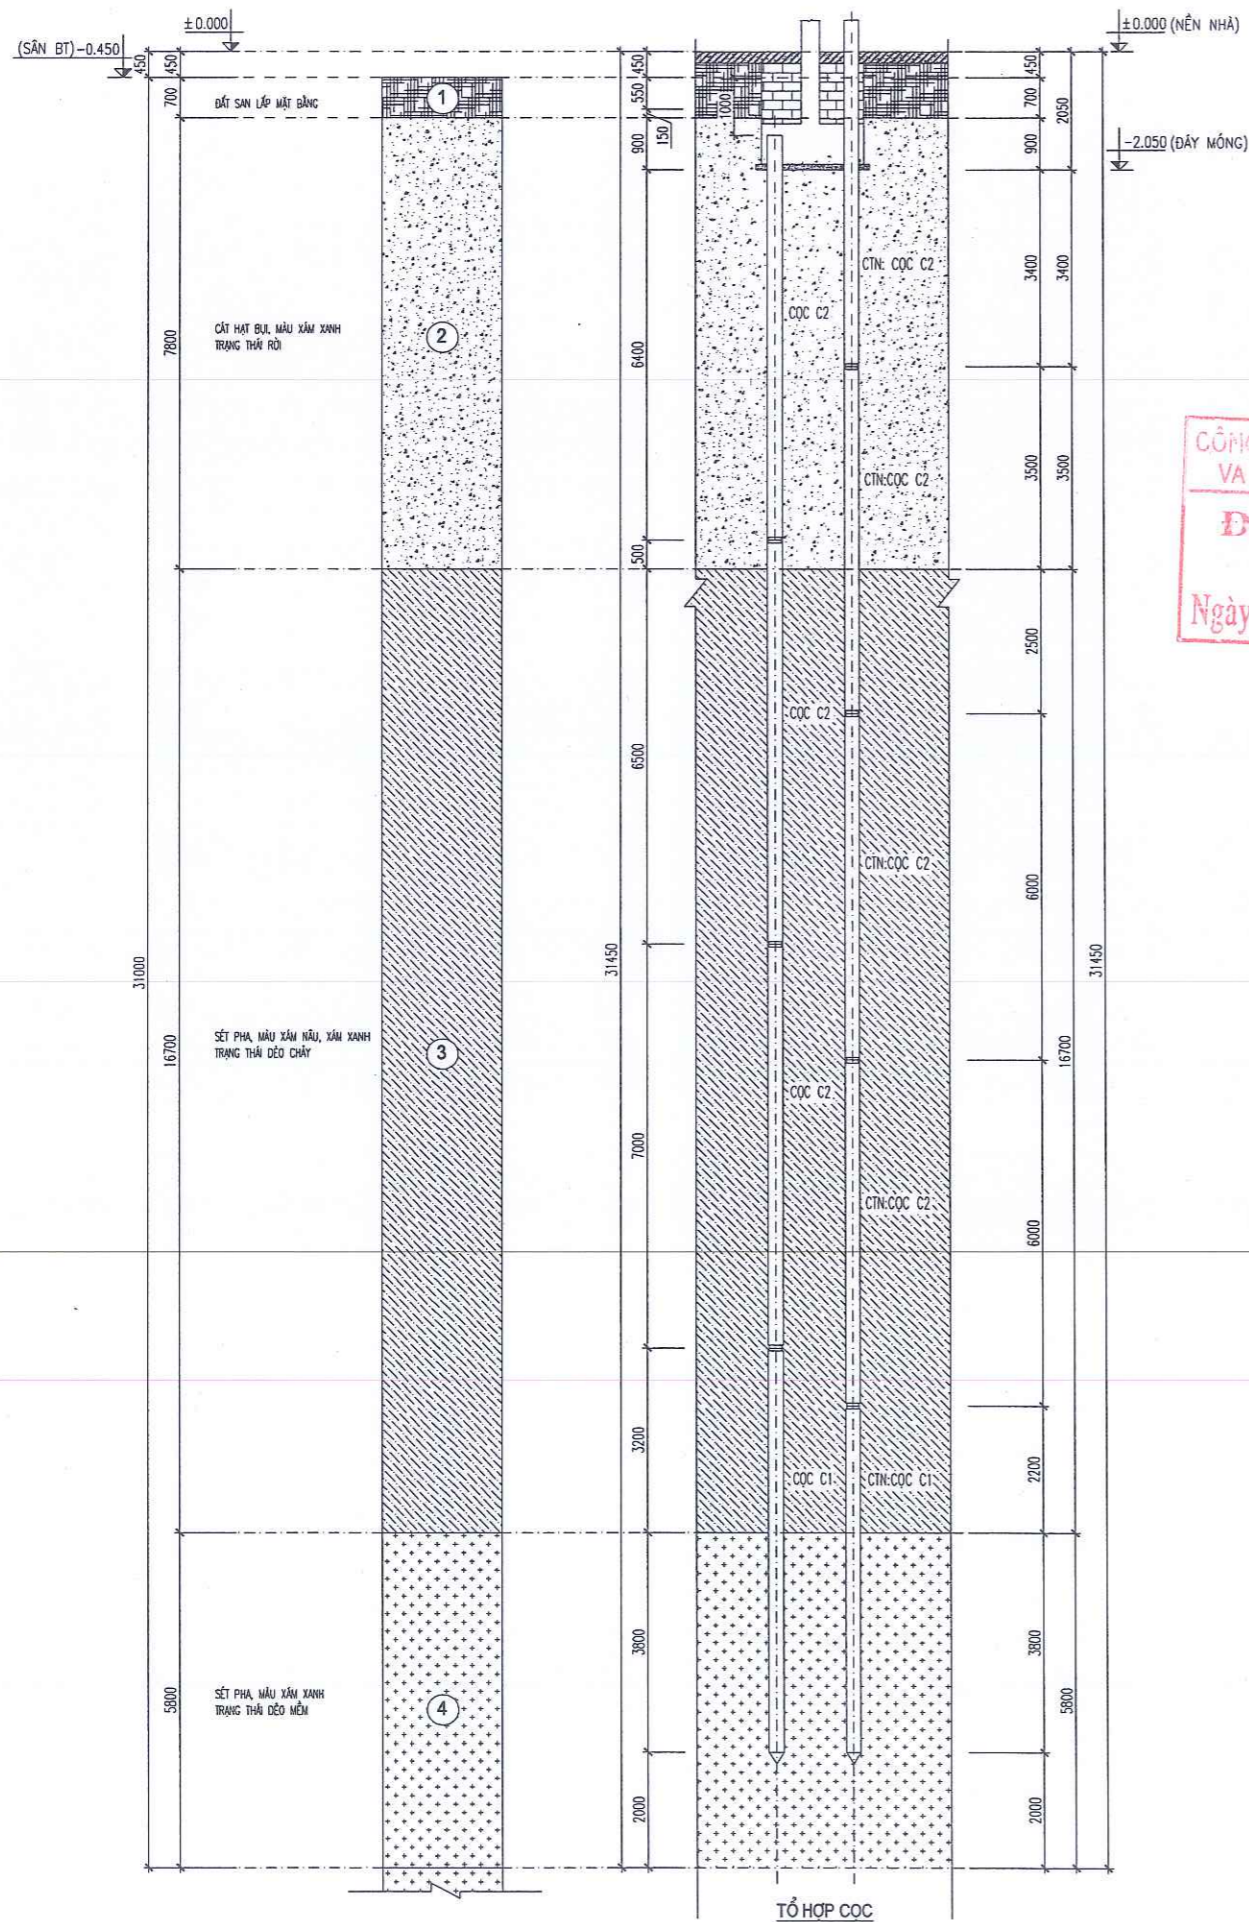 ±0.000
±0.000 (NỀN NHÀ)
(SÂN BT)-0.450
450
450
450
450
700
ĐẤT SAN LẤP MẶT BẰNG
1
550
1000
700
2050
150
900
900
-2.050 (ĐÁY MÓNG)
CTN: CỌC C2
3400
3400
CỌC C2
7800
CÁT HẠT BỤI, MÀU XÁM XANH
TRẠNG THÁI RỜI
2
6400
CÔNG
VA
3500
3500
CTN:CỌC C2
500
Ngày
2500
CỌC C2
6500
CTN:CỌC C2
6000
31000
31450
31450
16700
SÉT PHA, MÀU XÁM NÂU, XÁM XANH
TRẠNG THÁI DẺO CHẢY
3
16700
CỌC C2
7000
CTN:CỌC C2
6000
3200
CỌC C1
CTN:CỌC C1
2200
3800
3800
5800
SÉT PHA, MÀU XÁM XANH
TRẠNG THÁI DẺO MỀM
4
5800
2000
2000
TỔ HỢP CỌC